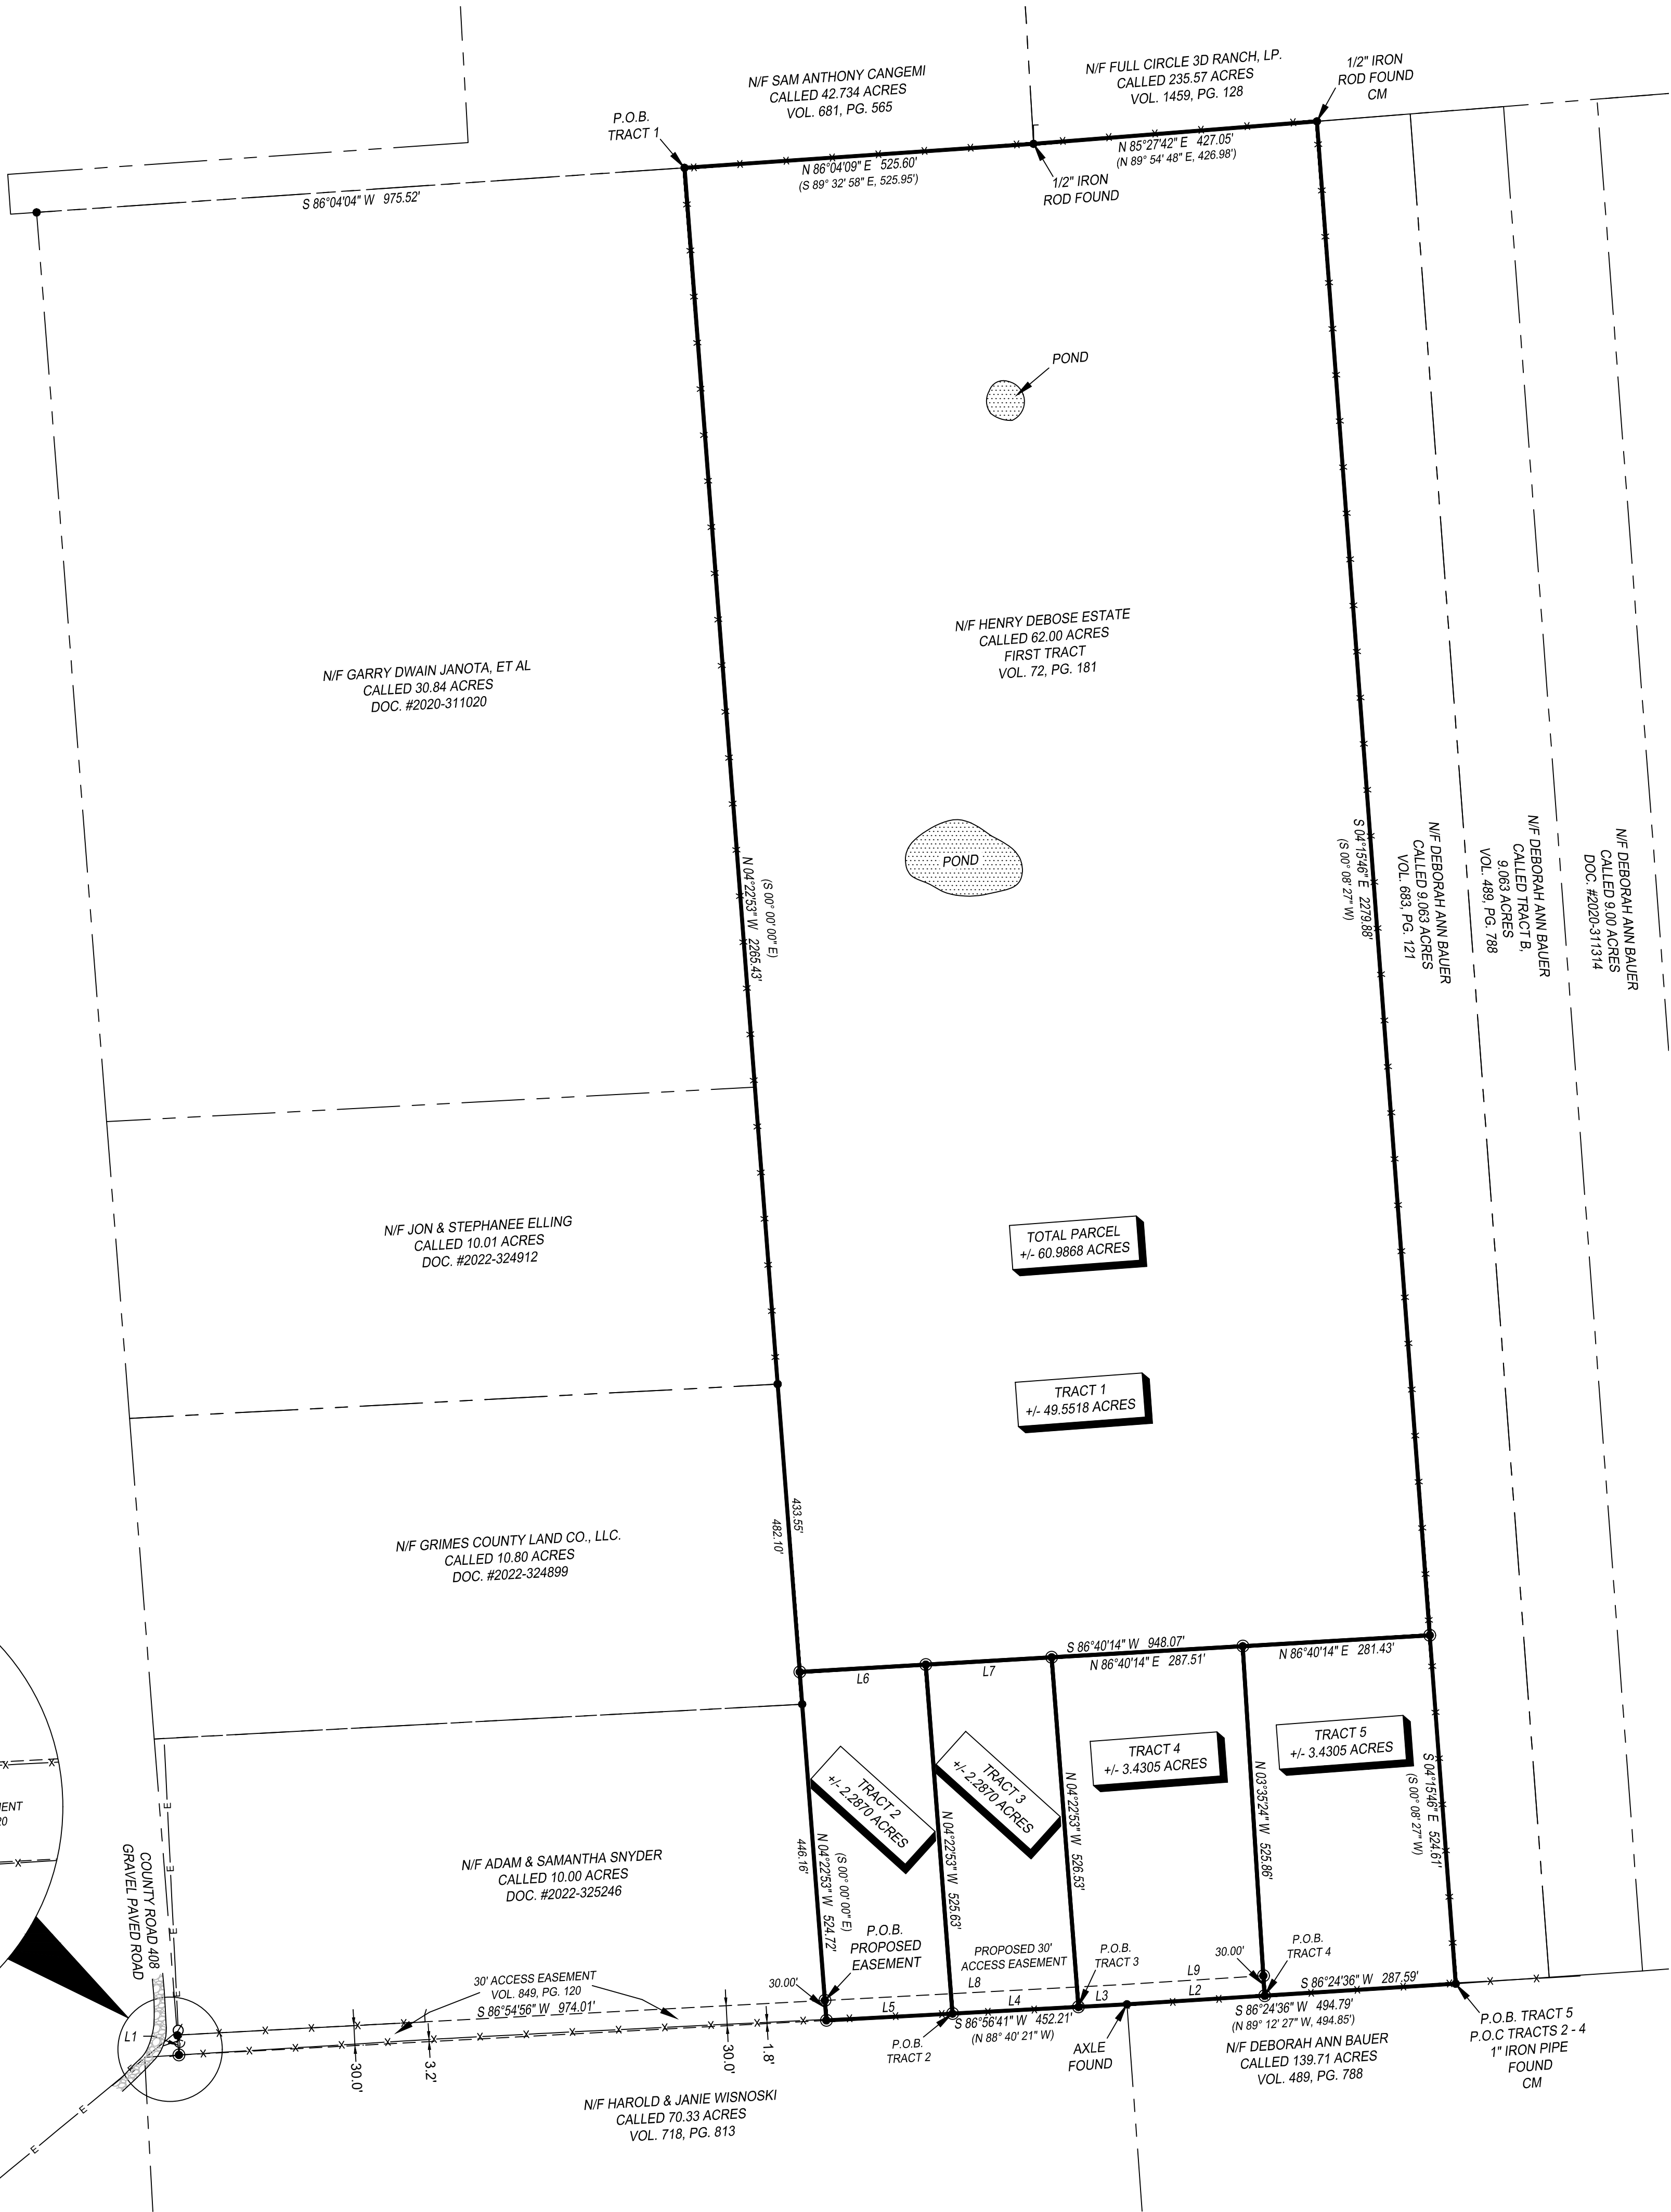 N/F SAM ANTHONY CANGEMI
CALLED 42.734 ACRES
VOL. 681, PG. 565
N/F FULL CIRCLE 3D RANCH, LP.
CALLED 235.57 ACRES
VOL. 1459, PG. 128
1/2" IRON
ROD FOUND
CM
P.O.B.
TRACT 1
N 86°04'09" E 525.60'
(S 89° 32' 58" E, 525.95')
N 85°27'42" E 427.05'
(N 89° 54' 48" E, 426.98')
1/2" IRON
ROD FOUND
S 86°04'04" W 975.52'
POND
N/F HENRY DEBOSE ESTATE
CALLED 62.00 ACRES
FIRST TRACT
VOL. 72, PG. 181
N/F GARRY DWAIN JANOTA, ET AL
CALLED 30.84 ACRES
DOC. #2020-311020
POND
(S 00° 00' 00" E)
N 04°22'53" W 2265.43'
S 04°15'46" E 2279.88'
(S 00° 08' 27" W)
N/F DEBORAH ANN BAUER
CALLED 9.063 ACRES
VOL. 683, PG. 121
N/F DEBORAH ANN BAUER
CALLED TRACT B,
9.063 ACRES
VOL. 489, PG. 788
N/F DEBORAH ANN BAUER
CALLED 9.00 ACRES
DOC. #2020-311314
N/F JON & STEPHANEE ELLING
CALLED 10.01 ACRES
DOC. #2022-324912
TOTAL PARCEL
+/- 60.9868 ACRES
TRACT 1
+/- 49.5518 ACRES
433.55'
482.10'
N/F GRIMES COUNTY LAND CO., LLC.
CALLED 10.80 ACRES
DOC. #2022-324899
S 86°40'14" W 948.07'
L6
L7
N 86°40'14" E 287.51'
N 86°40'14" E 281.43'
TRACT 2
+/- 2.2870 ACRES
TRACT 3
+/- 2.2870 ACRES
TRACT 4
+/- 3.4305 ACRES
TRACT 5
+/- 3.4305 ACRES
446.16'
N 04°22'53" W 524.72'
(S 00° 00' 00" E)
N 04°22'53" W 525.63'
N 04°22'53" W 526.53'
N 03°35'24" W 525.86'
S 04°15'46" E 524.61'
(S 00° 08' 27" W)
N/F ADAM & SAMANTHA SNYDER
CALLED 10.00 ACRES
DOC. #2022-325246
MENT
20
X
X
X
E
E
E
COUNTY ROAD 408
GRAVEL PAVED ROAD
P.O.B.
PROPOSED
EASEMENT
PROPOSED 30'
ACCESS EASEMENT
P.O.B.
TRACT 3
P.O.B.
TRACT 4
30.00'
30.00'
L8
L9
30' ACCESS EASEMENT
VOL. 849, PG. 120
S 86°54'56" W 974.01'
L5
L4
L3
L2
S 86°24'36" W 287.59'
S 86°56'41" W 452.21'
(N 88° 40' 21" W)
S 86°24'36" W 494.79'
(N 89° 12' 27" W, 494.85')
P.O.B.
TRACT 2
AXLE
FOUND
N/F DEBORAH ANN BAUER
CALLED 139.71 ACRES
VOL. 489, PG. 788
P.O.B. TRACT 5
P.O.C TRACTS 2 - 4
1" IRON PIPE
FOUND
CM
L1
30.0'
3.2'
30.0'
1.8'
N/F HAROLD & JANIE WISNOSKI
CALLED 70.33 ACRES
VOL. 718, PG. 813
E
E
E